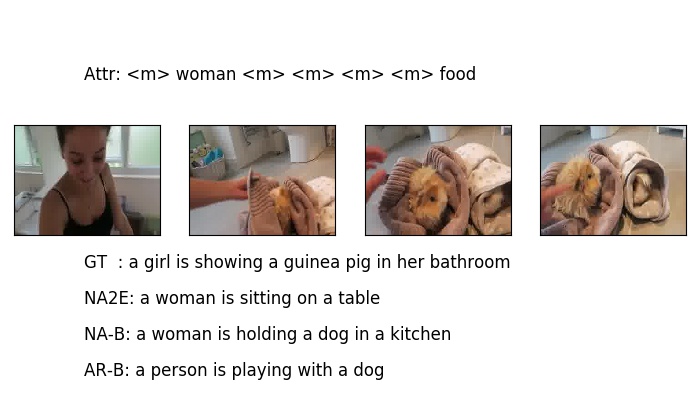 Attr: <m> woman <m> <m> <m> <m> food
GT : a girl is showing a guinea pig in her bathroom
NA2E: a woman is sitting on a table
NA-B: a woman is holding a dog in a kitchen
AR-B: a person is playing with a dog